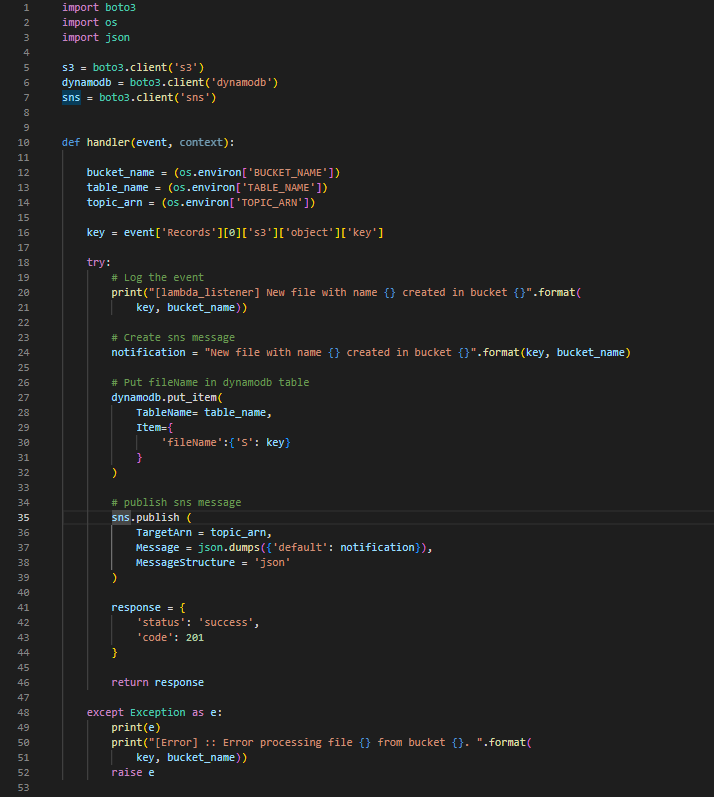 1 import boto3
2 import os
3 import json
4
5 s3 = boto3.client('s3')
6 dynamodb = boto3.client('dynamodb')
7 sns = boto3.client('sns')
8
9
10 def handler(event, context):
11
12     bucket_name = (os.environ['BUCKET_NAME'])
13     table_name = (os.environ['TABLE_NAME'])
14     topic_arn = (os.environ['TOPIC_ARN'])
15
16     key = event['Records'][0]['s3']['object']['key']
17
18     try:
19         # Log the event
20         print("[lambda_listener] New file with name {} created in bucket {}".format(
21             key, bucket_name))
22
23         # Create sns message
24         notification = "New file with name {} created in bucket {}".format(key, bucket_name)
25
26         # Put fileName in dynamodb table
27         dynamodb.put_item(
28             TableName= table_name,
29             Item={
30                 'fileName':{'S': key}
31             }
32         )
33
34         # publish sns message
35         sns.publish (
36             TargetArn = topic_arn,
37             Message = json.dumps({'default': notification}),
38             MessageStructure = 'json'
39         )
40
41         response = {
42             'status': 'success',
43             'code': 201
44         }
45
46         return response
47
48     except Exception as e:
49         print(e)
50         print("[Error] :: Error processing file {} from bucket {}. ".format(
51             key, bucket_name))
52         raise e
53